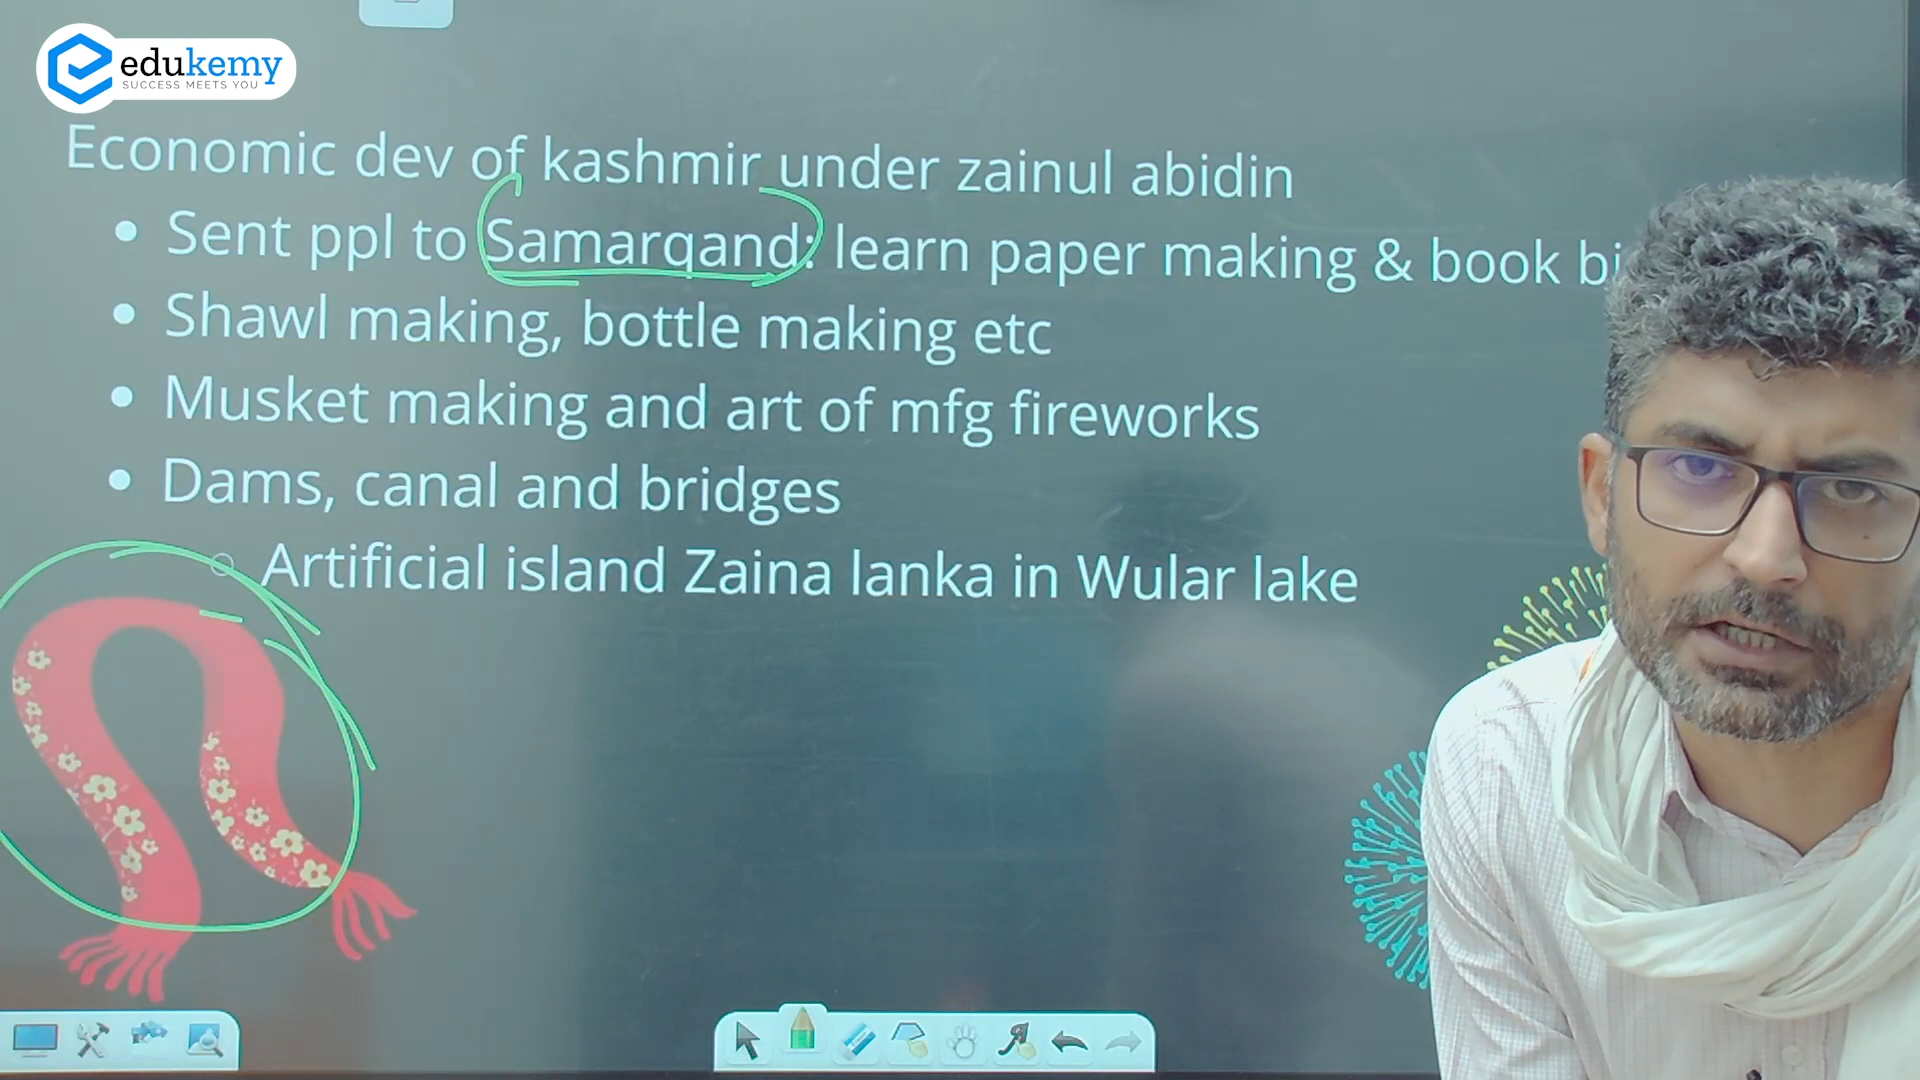 edukemy
SUCCESS MEETS YOU
Economic dev of kashmir under zainul abidin
Sent ppl to Samarqand: learn paper making & book
Shawl making, bottle making etc
Musket making and art of mfg fireworks
Dams, canal and bridges
Artificial island Zaina lanka in Wular lake